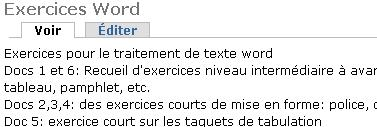 Exercices Word
Voir Éditer
Exercices pour le traitement de texte word
Docs 1 et 6: Recueil d'exercices niveau intermédiaire à
tableau, pamphlet, etc.
Docs 2,3,4: des exercices courts de mise en forme: police,
Doc 5: exercice court sur les taquets de tabulation